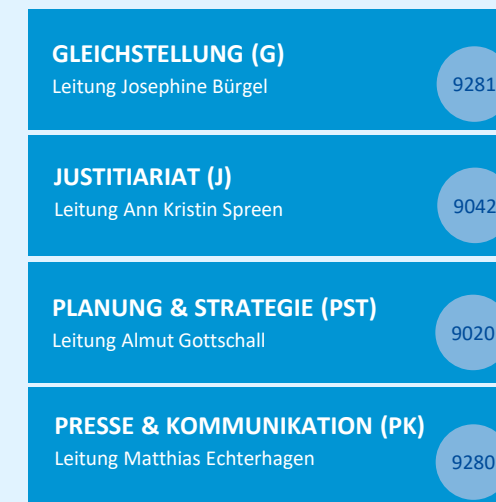 GLEICHSTELLUNG (G)
Leitung Josephine Bürgel
9281
JUSTITIARIAT (J)
Leitung Ann Kristin Spreen
9042
PLANUNG & STRATEGIE (PST)
Leitung Almut Gottschall
9020
PRESSE & KOMMUNIKATION (PK)
Leitung Matthias Echterhagen
9280